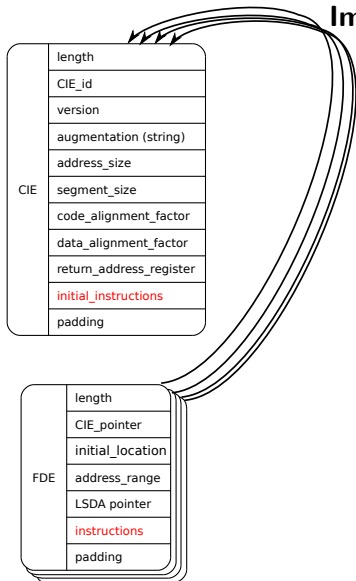 Im
length
CIE_id
version
augmentation (string)
address_size
segment_size
CIE
code_alignment_factor
data_alignment_factor
return_address_register
initial_instructions
padding
length
CIE_pointer
initial_location
FDE
address_range
LSDA pointer
instructions
padding